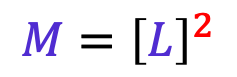 M = [L]²